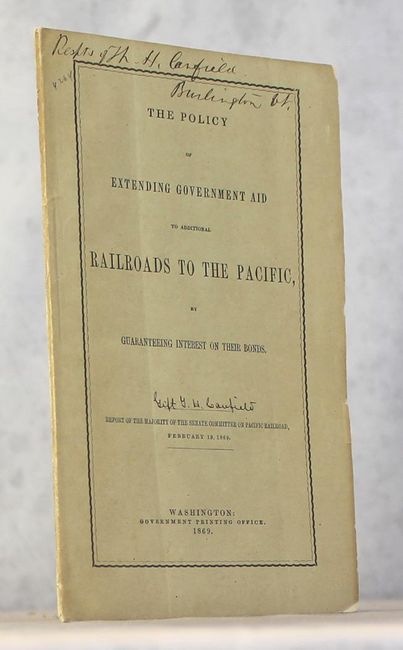 Respts of Th. H. Canfield
Burlington Vt.
THE POLICY
OF
EXTENDING GOVERNMENT AID
TO ADDITIONAL
RAILROADS TO THE PACIFIC,
BY
GUARANTEEING INTEREST ON THEIR BONDS.
Gift T. H. Canfield
REPORT OF THE MAJORITY OF THE SENATE COMMITTEE ON PACIFIC RAILROAD,
FEBRUARY 19, 1869.
WASHINGTON:
GOVERNMENT PRINTING OFFICE.
1869.